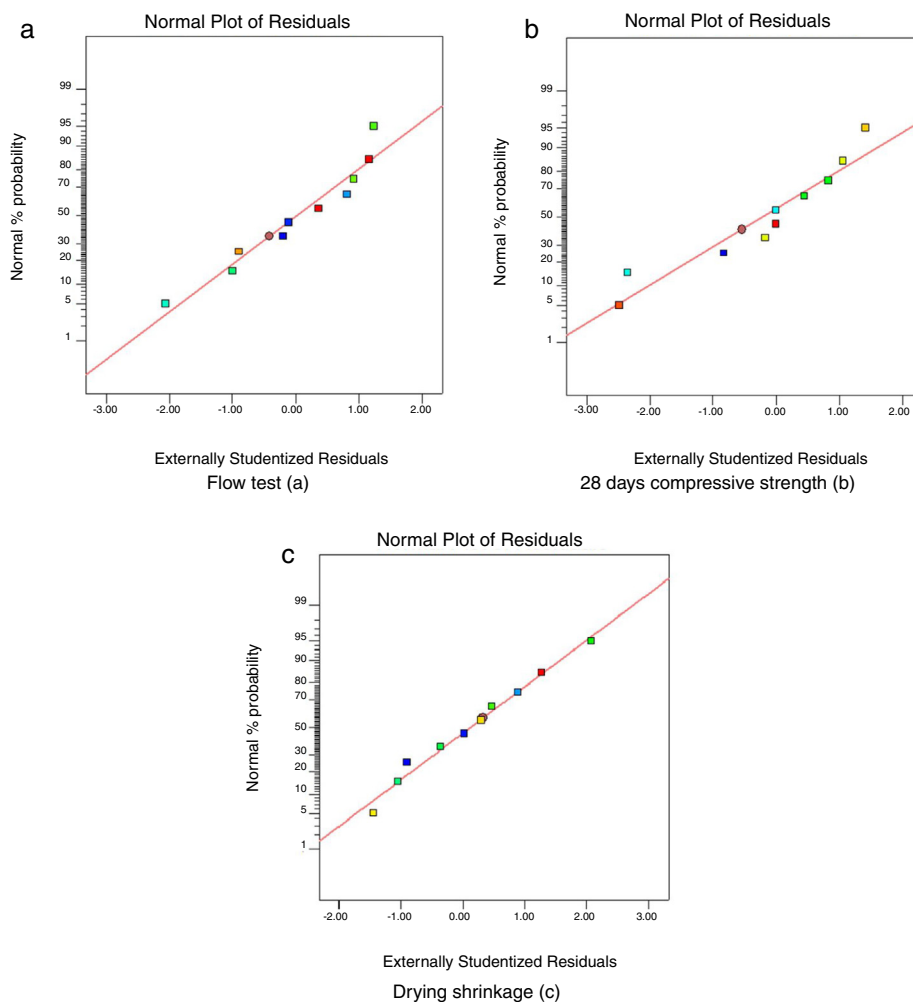 a
Normal Plot of Residuals
Normal % probability
99
95
90
80
70
50
30
20
10
5
1
-3.00 -2.00 -1.00 0.00 1.00 2.00
Externally Studentized Residuals
Flow test (a)
b
Normal Plot of Residuals
Normal % probability
99
95
90
80
70
50
30
20
10
5
1
-3.00 -2.00 -1.00 0.00 1.00 2.00
Externally Studentized Residuals
28 days compressive strength (b)
c
Normal Plot of Residuals
Normal % probability
99
95
90
80
70
50
30
20
10
5
1
-2.00 -1.00 0.00 1.00 2.00 3.00
Externally Studentized Residuals
Drying shrinkage (c)